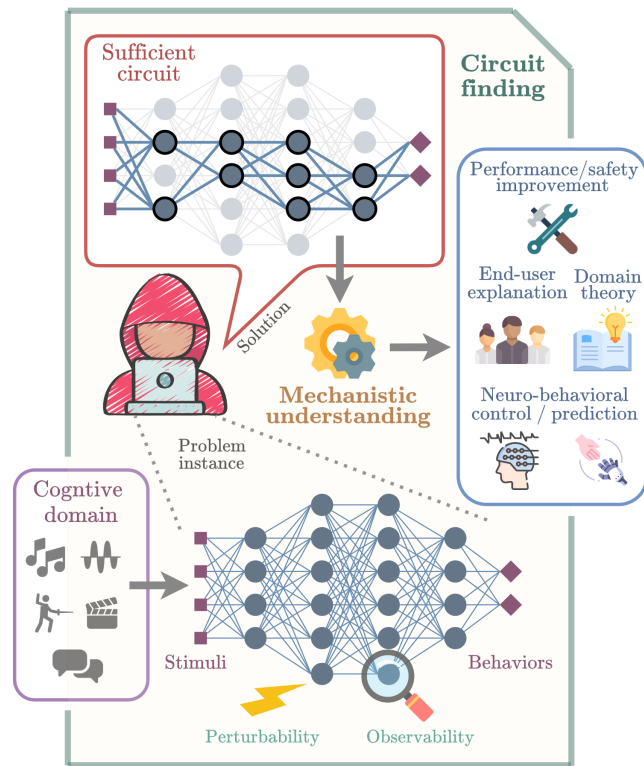 Sufficient
circuit
Circuit
finding
Performance/safety
improvement
End-user
explanation
Domain
theory
Solution
Mechanistic
understanding
Neuro-behavioral
control / prediction
Problem
instance
Cogntive
domain
Stimuli
Behaviors
Perturbability
Observability